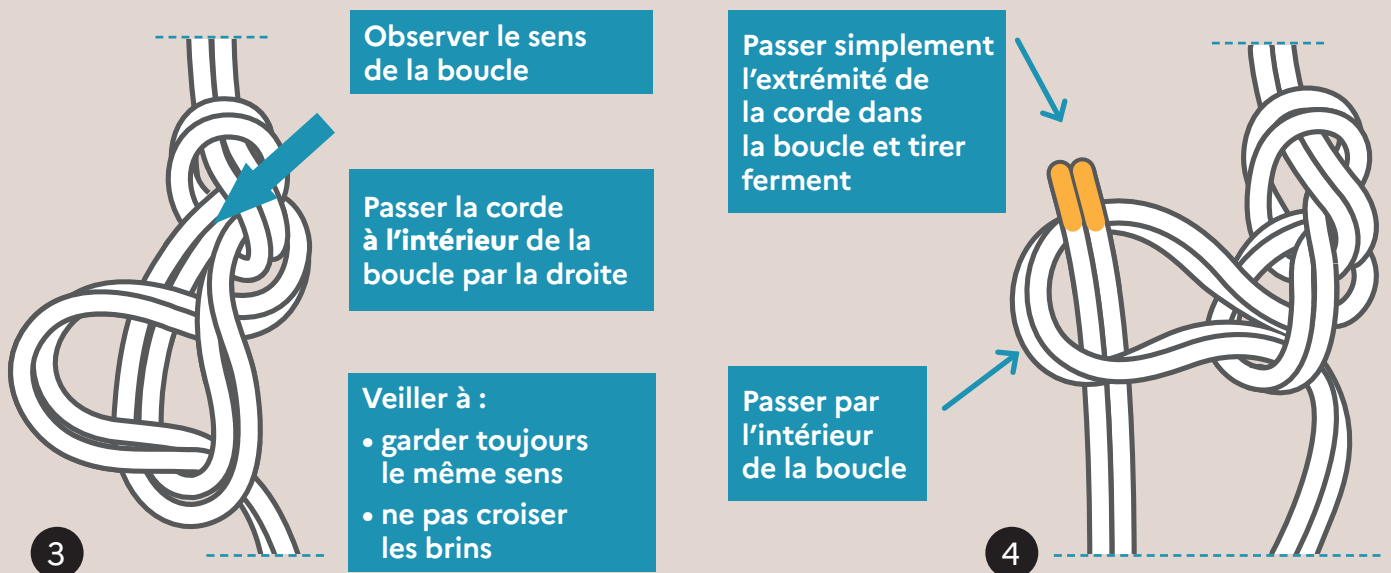 Observer le sens
de la boucle
Passer la corde
à l'intérieur de la
boucle par la droite
Veiller à :
• garder toujours
le même sens
• ne pas croiser
les brins
3
Passer simplement
l'extrémité de
la corde dans
la boucle et tirer
ferment
Passer par
l'intérieur
de la boucle
4